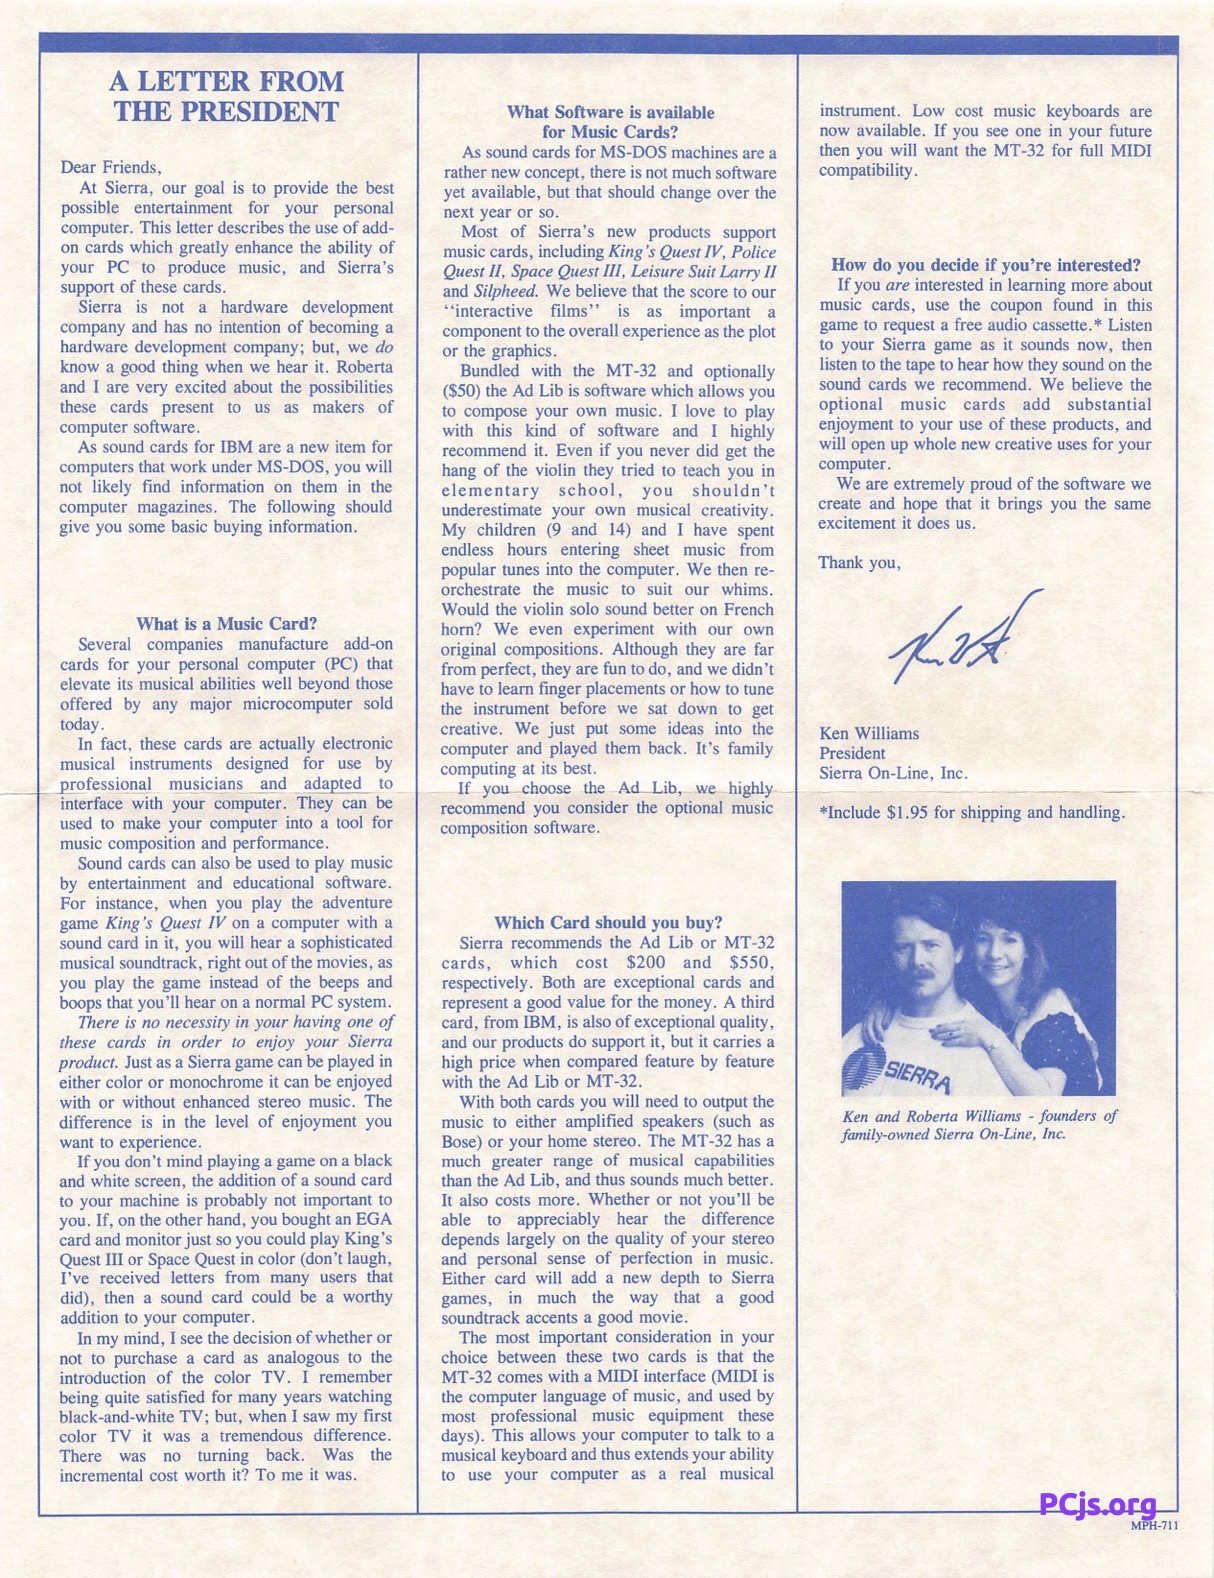 A LETTER FROM
THE PRESIDENT
Dear Friends,
At Sierra, our goal is to provide the best
possible entertainment for your personal
computer. This letter describes the use of add-
on cards which greatly enhance the ability of
your PC to produce music, and Sierra's
support of these cards.
Sierra is not a hardware development
company and has no intention of becoming a
hardware development company; but, we do
know a good thing when we hear it. Roberta
and I are very excited about the possibilities
these cards present to us as makers of
computer software.
As sound cards for IBM are a new item for
computers that work under MS-DOS, you will
not likely find information on them in the
computer magazines. The following should
give you some basic buying information.
What is a Music Card?
Several companies manufacture add-on
cards for your personal computer (PC) that
elevate its musical abilities well beyond those
offered by any major microcomputer sold
today.
In fact, these cards are actually electronic
musical instruments designed for use by
professional musicians and adapted to
interface with your computer. They can be
used to make your computer into a tool for
music composition and performance.
Sound cards can also be used to play music
by entertainment and educational software.
For instance, when you play the adventure
game King's Quest IV on a computer with a
sound card in it, you will hear a sophisticated
musical soundtrack, right out of the movies, as
you play the game instead of the beeps and
boops that you'll hear on a normal PC system.
There is no necessity in your having one of
these cards in order to enjoy your Sierra
product. Just as a Sierra game can be played in
either color or monochrome it can be enjoyed
with or without enhanced stereo music. The
difference is in the level of enjoyment you
want to experience.
If you don't mind playing a game on a black
and white screen, the addition of a sound card
to your machine is probably not important to
you. If, on the other hand, you bought an EGA
card and monitor just so you could play King's
Quest III or Space Quest in color (don't laugh,
I've received letters from many users that
did), then a sound card could be a worthy
addition to your computer.
In my mind, I see the decision of whether or
not to purchase a card as analogous to the
introduction of the color TV. I remember
being quite satisfied for many years watching
black-and-white TV; but, when I saw my first
color TV it was a tremendous difference.
There was no turning back. Was the
incremental cost worth it? To me it was.
What Software is available
for Music Cards?
As sound cards for MS-DOS machines are a
rather new concept, there is not much software
yet available, but that should change over the
next year or so.
Most of Sierra's new products support
music cards, including King's Quest IV, Police
Quest II, Space Quest III, Leisure Suit Larry II
and Silpheed. We believe that the score to our
''interactive films'' is as important a
component to the overall experience as the plot
or the graphics.
Bundled with the MT-32 and optionally
($50) the Ad Lib is software which allows you
to compose your own music. I love to play
with this kind of software and I highly
recommend it. Even if you never did get the
hang of the violin they tried to teach you in
elementary school, you shouldn't
underestimate your own musical creativity.
My children (9 and 14) and I have spent
endless hours entering sheet music from
popular tunes into the computer. We then re-
orchestrate the music to suit our whims.
Would the violin solo sound better on French
horn? We even experiment with our own
original compositions. Although they are far
from perfect, they are fun to do, and we didn't
have to learn finger placements or how to tune
the instrument before we sat down to get
creative. We just put some ideas into the
computer and played them back. It's family
computing at its best.
If you choose the Ad Lib, we highly
recommend you consider the optional music
composition software.
Which Card should you buy?
Sierra recommends the Ad Lib or MT-32
cards, which cost $200 and $550,
respectively. Both are exceptional cards and
represent a good value for the money. A third
card, from IBM, is also of exceptional quality,
and our products do support it, but it carries a
high price when compared feature by feature
with the Ad Lib or MT-32.
With both cards you will need to output the
music to either amplified speakers (such as
Bose) or your home stereo. The MT-32 has a
much greater range of musical capabilities
than the Ad Lib, and thus sounds much better.
It also costs more. Whether or not you'll be
able to appreciably hear the difference
depends largely on the quality of your stereo
and personal sense of perfection in music.
Either card will add a new depth to Sierra
games, in much the way that a good
soundtrack accents a good movie.
The most important consideration in your
choice between these two cards is that the
MT-32 comes with a MIDI interface (MIDI is
the computer language of music, and used by
most professional music equipment these
days). This allows your computer to talk to a
musical keyboard and thus extends your ability
to use your computer as a real musical
instrument. Low cost music keyboards are
now available. If you see one in your future
then you will want the MT-32 for full MIDI
compatibility.
How do you decide if you're interested?
If you are interested in learning more about
music cards, use the coupon found in this
game to request a free audio cassette.* Listen
to your Sierra game as it sounds now, then
listen to the tape to hear how they sound on the
sound cards we recommend. We believe the
optional music cards add substantial
enjoyment to your use of these products, and
will open up whole new creative uses for your
computer.
We are extremely proud of the software we
create and hope that it brings you the same
excitement it does us.
Thank you,
Ken Williams
President
Sierra On-Line, Inc.
*Include $1.95 for shipping and handling.
SIERRA
Ken and Roberta Williams - founders of
family-owned Sierra On-Line, Inc.
PCjs.org
MPH-711